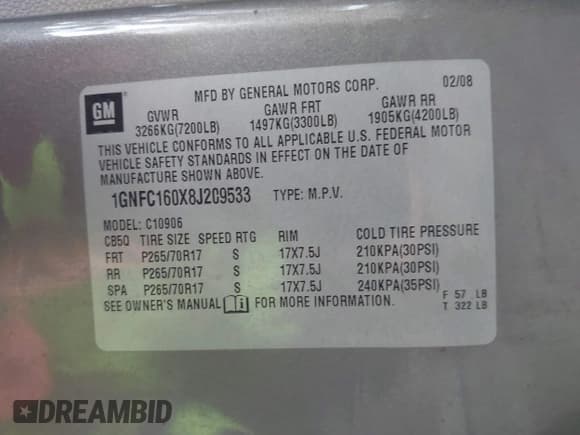 MFD BY GENERAL MOTORS CORP. 02/08
GM
GVWR GAWR FRT GAWR RR
3266KG(7200LB) 1497KG(3300LB) 1905KG(4200LB)
THIS VEHICLE CONFORMS TO ALL APPLICABLE U.S. FEDERAL MOTOR
VEHICLE SAFETY STANDARDS IN EFFECT ON THE DATE OF
MANUFACTURE SHOWN ABOVE.
1GNFC160X8J209533 TYPE: M.P.V.
MODEL: C10906
CB5Q TIRE SIZE SPEED RTG RIM COLD TIRE PRESSURE
FRT P265/70R17 S 17X7.5J 210KPA(30PSI)
RR P265/70R17 S 17X7.5J 210KPA(30PSI)
SPA P265/70R17 S 17X7.5J 240KPA(35PSI)
SEE OWNER'S MANUAL FOR MORE INFORMATION.
F 57 LB
T 322 LB
DREAMBID